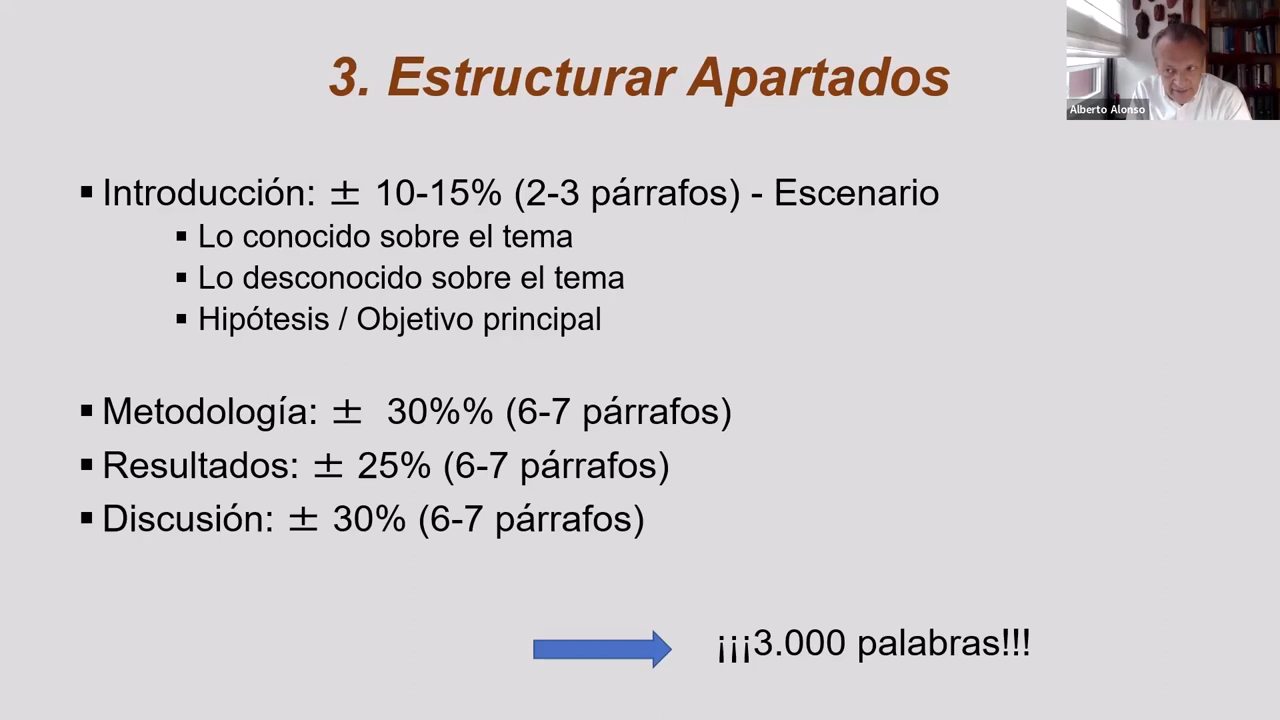 3. Estructurar Apartados
Alberto Alonso
▪ Introducción: ± 10-15% (2-3 párrafos) - Escenario
▪ Lo conocido sobre el tema
▪ Lo desconocido sobre el tema
▪ Hipótesis / Objetivo principal
▪ Metodología: ± 30%% (6-7 párrafos)
▪ Resultados: ± 25% (6-7 párrafos)
▪ Discusión: ± 30% (6-7 párrafos)
¡¡¡3.000 palabras!!!